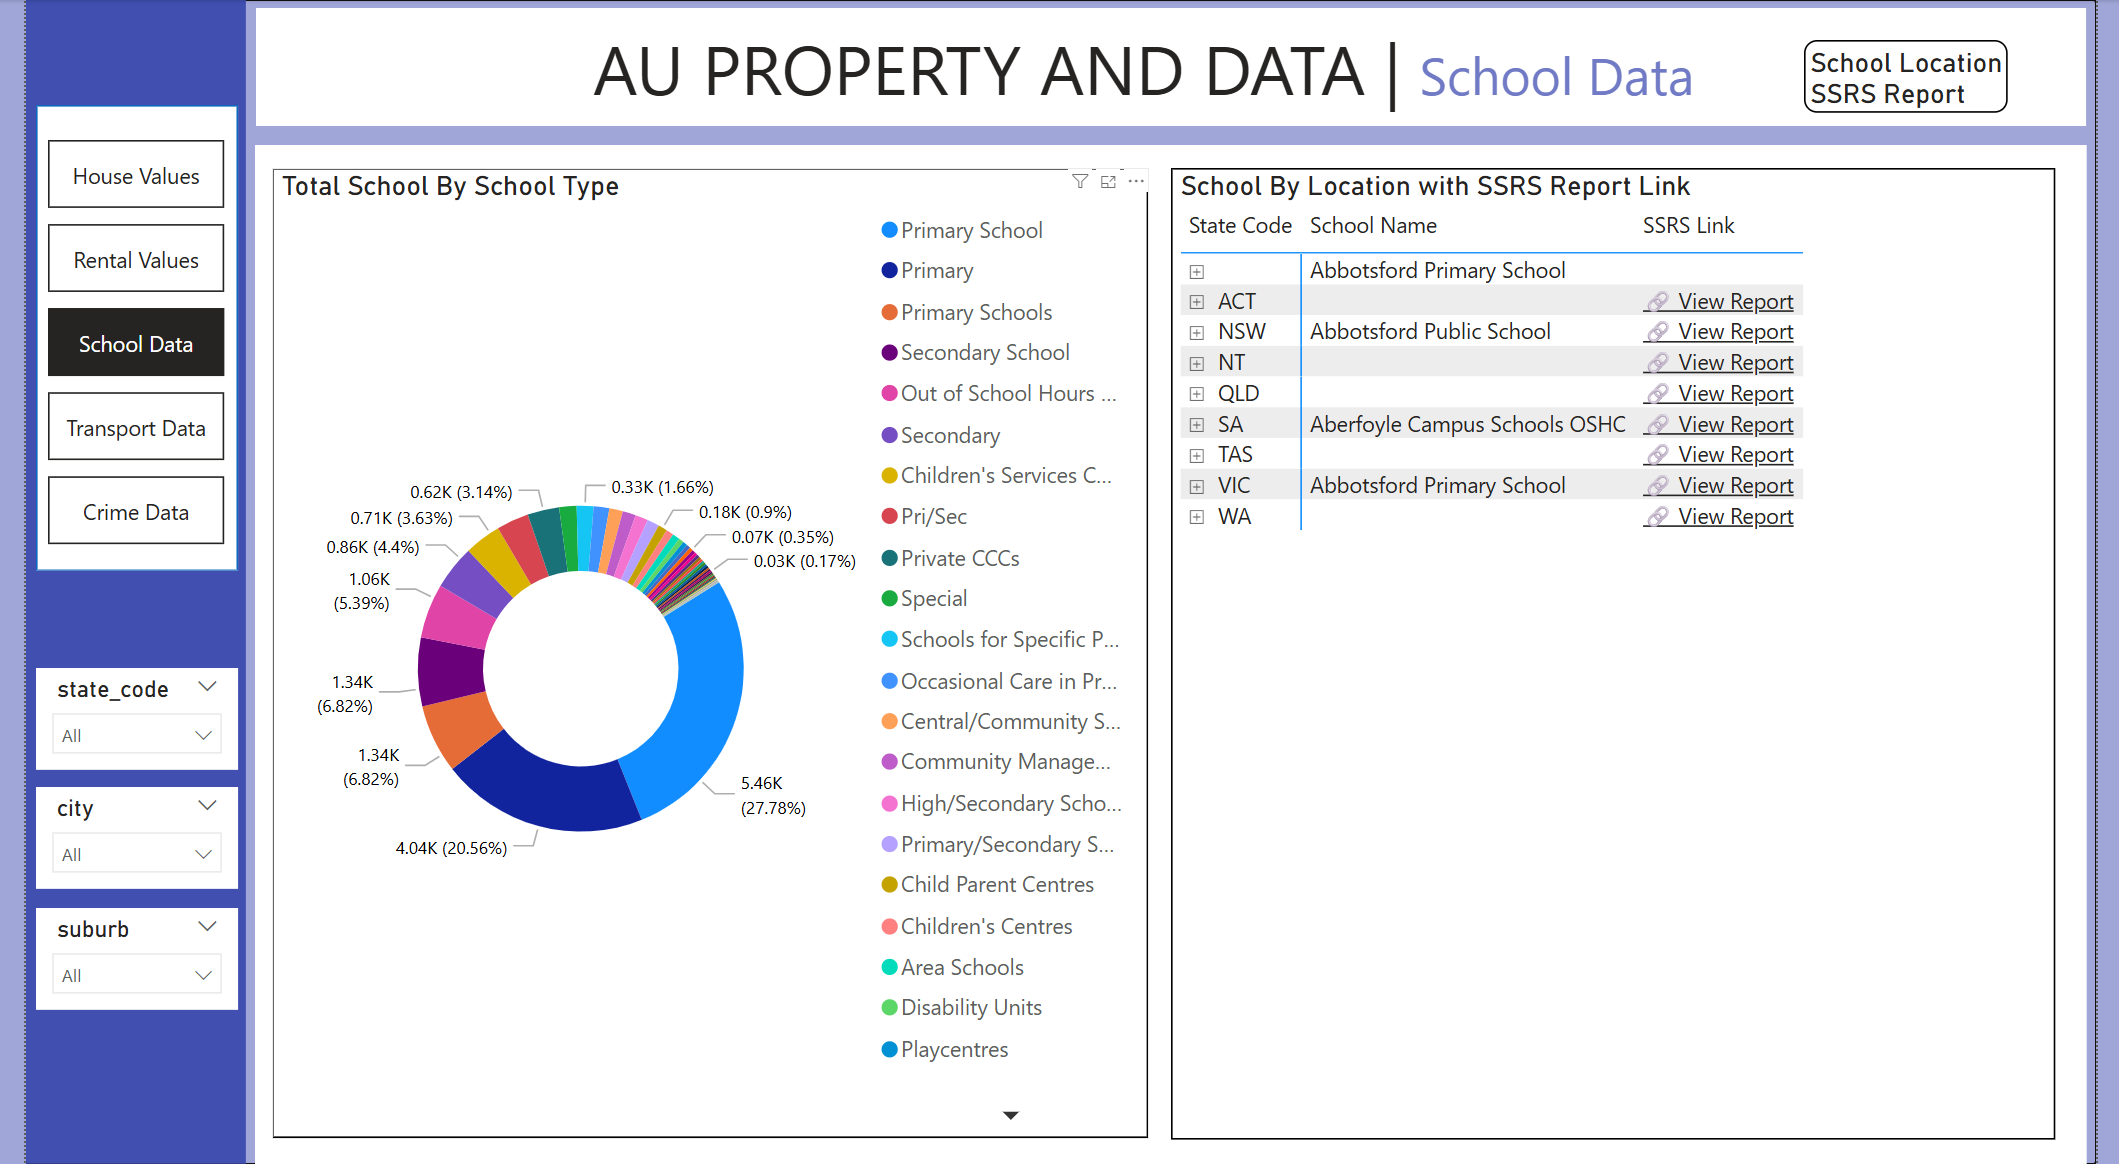 AU PROPERTY AND DATA | School Data
School Location
SSRS Report
House Values
Rental Values
School Data
Transport Data
Crime Data
state_code
All
city
All
suburb
All
Total School By School Type
0.62K (3.14%)
0.33K (1.66%)
0.71K (3.63%)
0.18K (0.9%)
0.86K (4.4%)
0.07K (0.35%)
1.06K
(5.39%)
0.03K (0.17%)
1.34K
(6.82%)
1.34K
(6.82%)
5.46K
(27.78%)
4.04K (20.56%)
Primary School
Primary
Primary Schools
Secondary School
Out of School Hours ...
Secondary
Children's Services C...
Pri/Sec
Private CCCs
Special
Schools for Specific P...
Occasional Care in Pr...
Central/Community S...
Community Manage...
High/Secondary Scho...
Primary/Secondary S...
Child Parent Centres
Children's Centres
Area Schools
Disability Units
Playcentres
School By Location with SSRS Report Link
State Code School Name SSRS Link
Abbotsford Primary School
ACT View Report
NSW Abbotsford Public School View Report
NT View Report
QLD View Report
SA Aberfoyle Campus Schools OSHC View Report
TAS View Report
VIC Abbotsford Primary School View Report
WA View Report